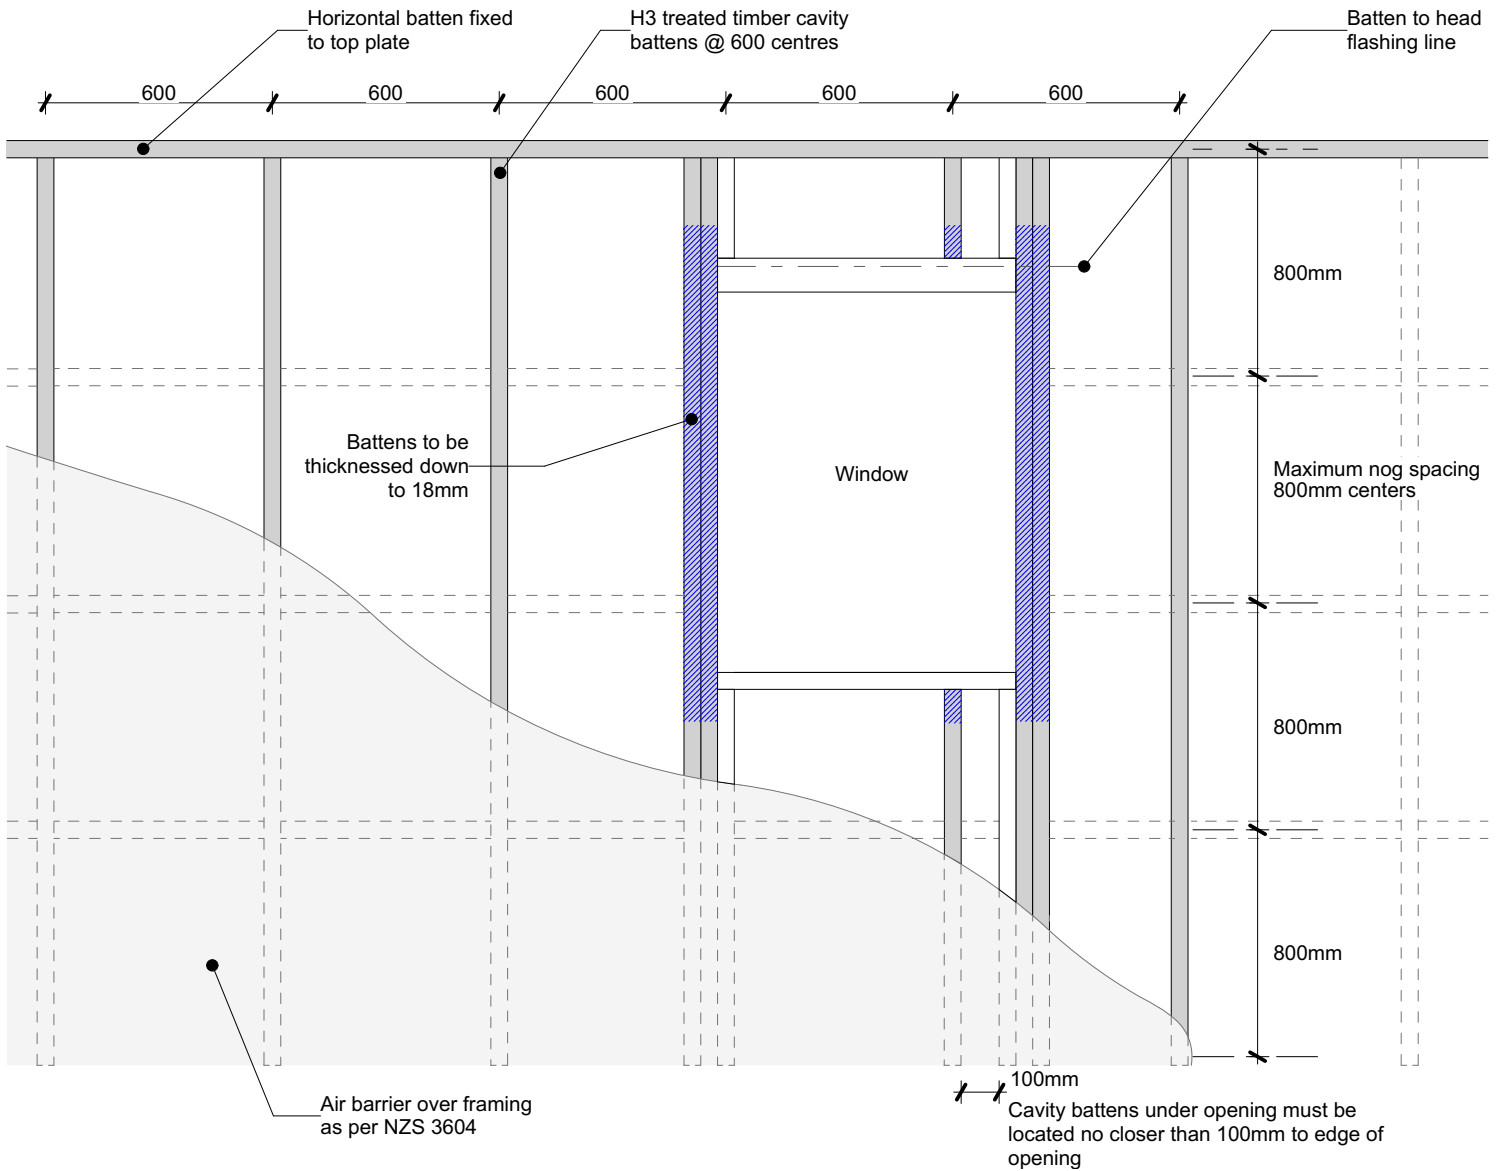 Horizontal batten fixed
to top plate
H3 treated timber cavity
battens @ 600 centres
Batten to head
flashing line
600
600
600
600
600
800mm
Battens to be
thicknessed down
to 18mm
Window
Maximum nog spacing
800mm centers
800mm
800mm
100mm
Cavity battens under opening must be
located no closer than 100mm to edge of
opening
Air barrier over framing
as per NZS 3604